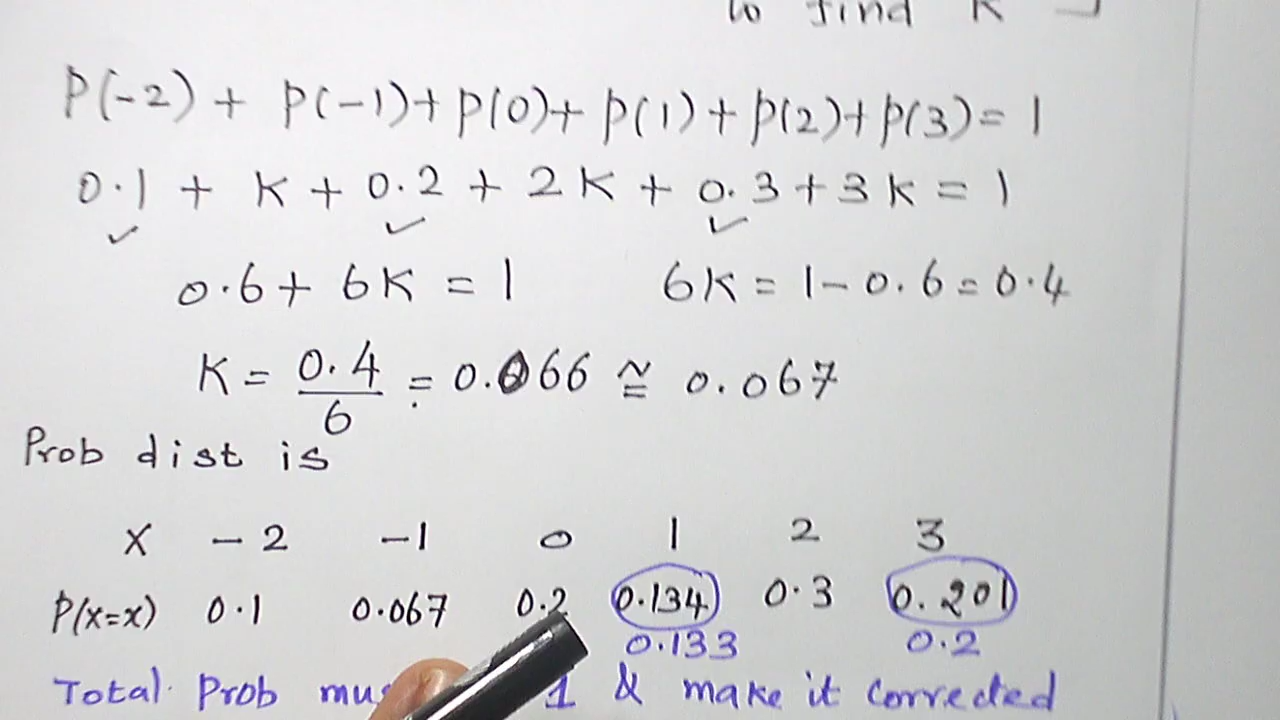 to find K
P(-2) + P(-1) + P(0) + P(1) + P(2) + P(3) = 1
0.1 + K + 0.2 + 2K + 0.3 + 3K = 1
0.6 + 6K = 1 6K = 1 - 0.6 = 0.4
K = 0.4/6 = 0.066 ≅ 0.067
Prob dist is
X -2 -1 0 1 2 3
P(X=x) 0.1 0.067 0.2 0.134 0.3 0.201
0.133 0.2
Total Prob 1 & make it corrected